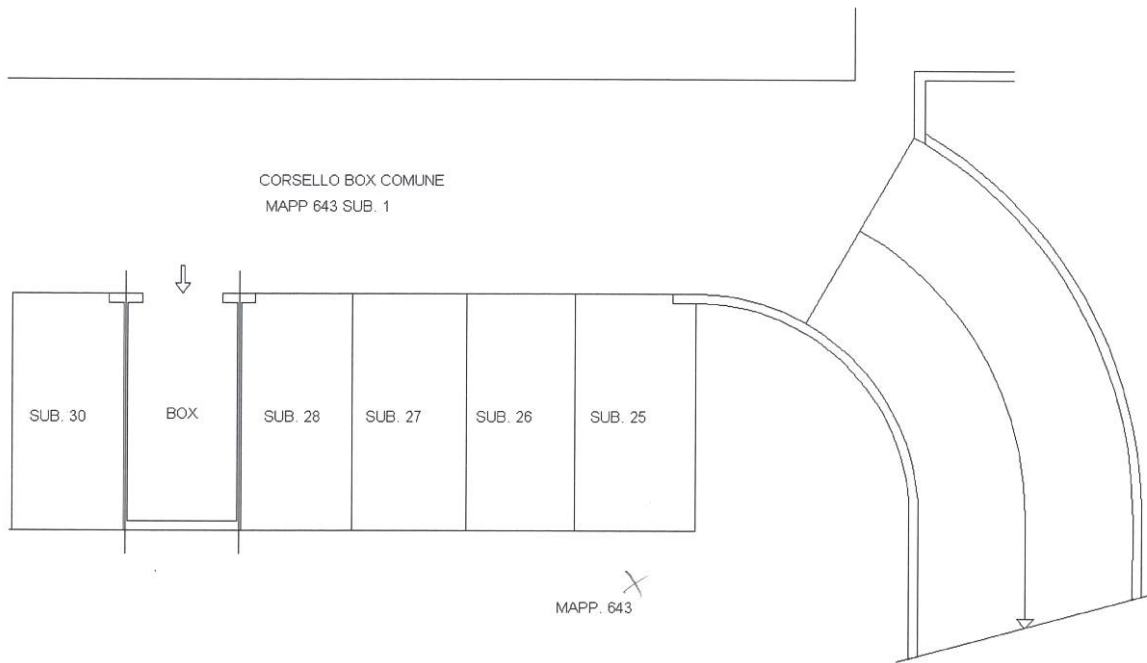 CORSELLO BOX COMUNE
MAPP 643 SUB. 1
SUB. 30
BOX
SUB. 28
SUB. 27
SUB. 26
SUB. 25
MAPP. 643